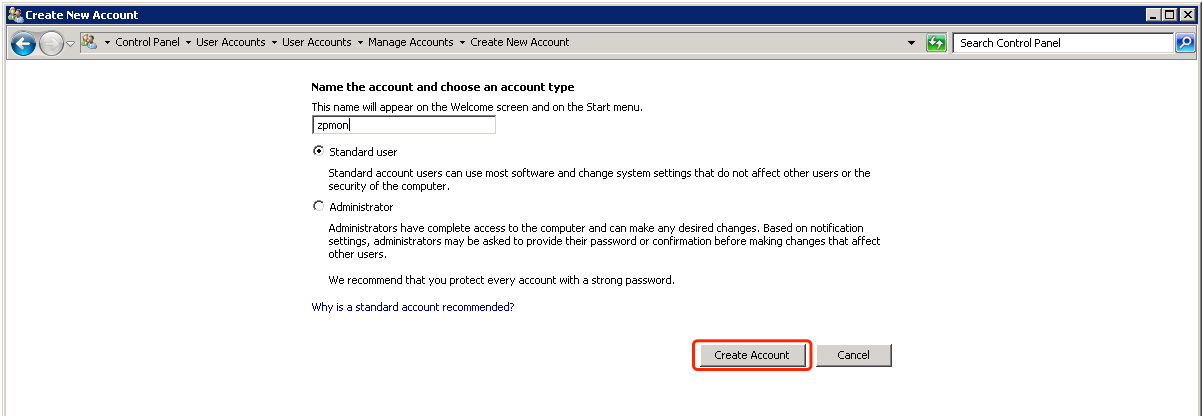 Create New Account
Control Panel User Accounts User Accounts Manage Accounts Create New Account
Search Control Panel
Name the account and choose an account type
This name will appear on the Welcome screen and on the Start menu.
zpmon
Standard user
Standard account users can use most software and change system settings that do not affect other users or the
security of the computer.
Administrator
Administrators have complete access to the computer and can make any desired changes. Based on notification
settings, administrators may be asked to provide their password or confirmation before making changes that affect
other users.
We recommend that you protect every account with a strong password.
Why is a standard account recommended?
Create Account
Cancel